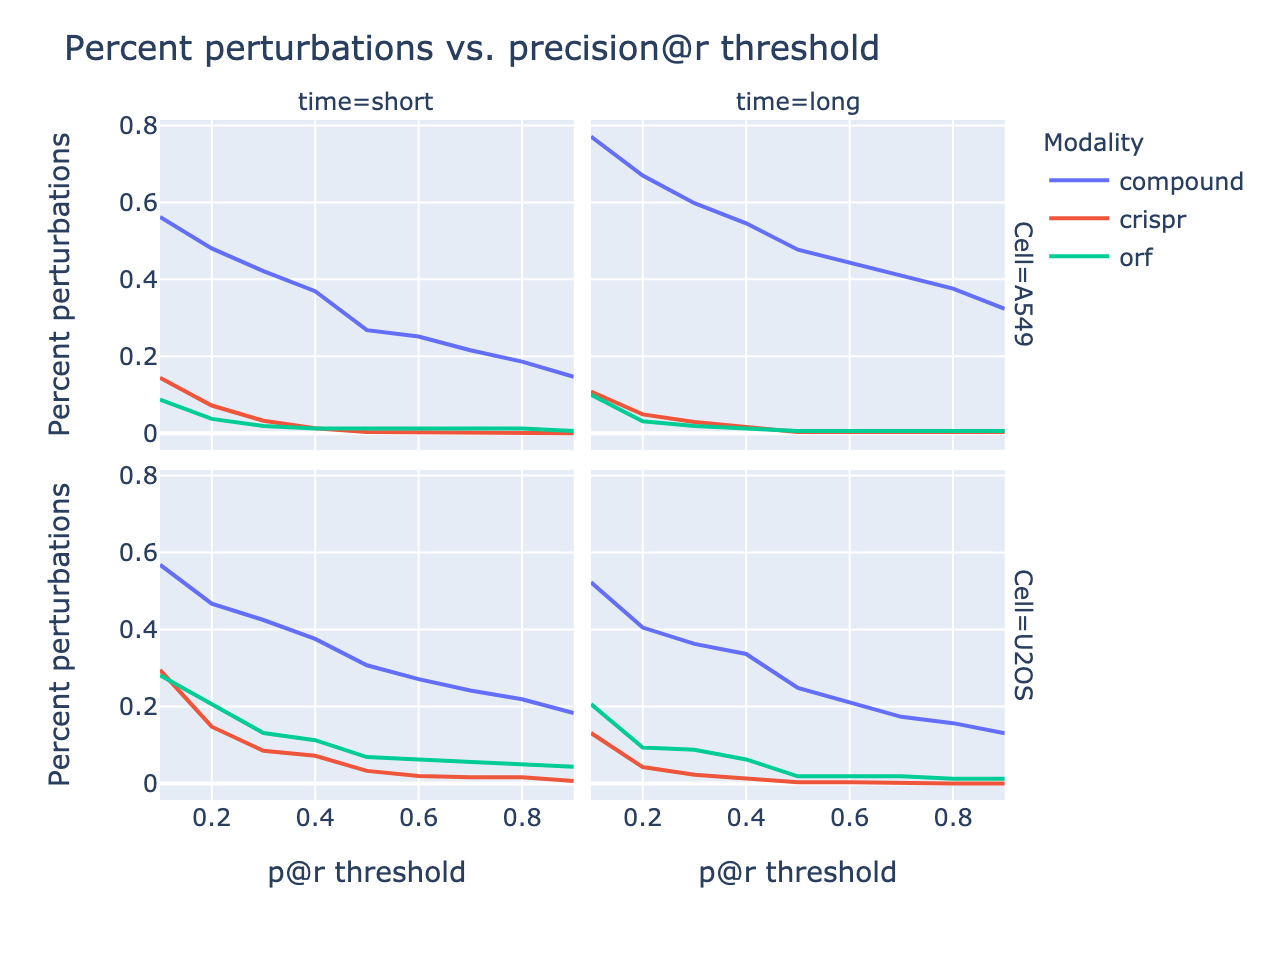 Percent perturbations vs. precision@r threshold
time=short
time=long
Modality
compound
crispr
orf
Percent perturbations
0.8
0.6
0.4
0.2
0
Cell=A549
Percent perturbations
0.8
0.6
0.4
0.2
0
Cell=U2OS
0.2 0.4 0.6 0.8
0.2 0.4 0.6 0.8
p@r threshold
p@r threshold